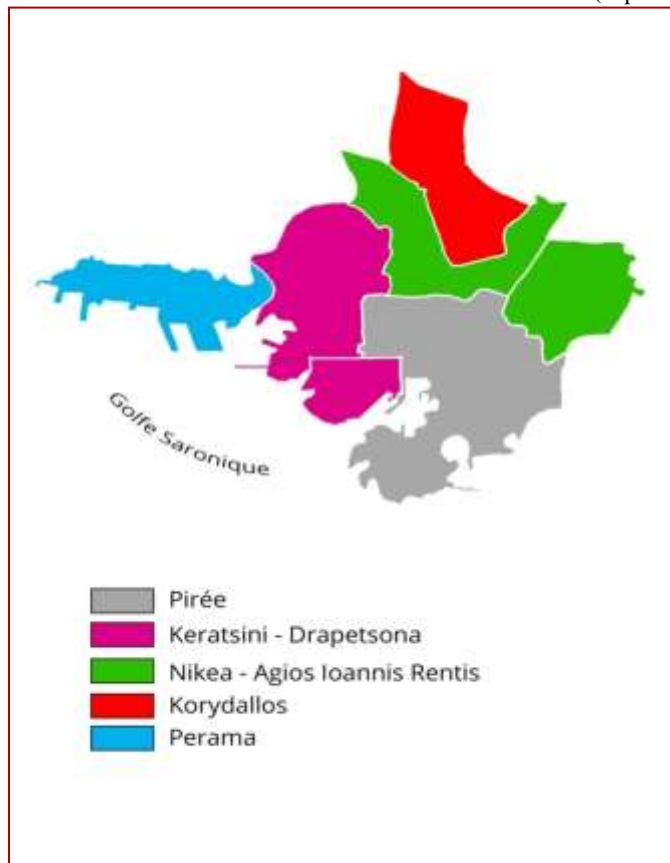 Golfe Saronique
Pirée
Keratsini - Drapetsona
Nikea - Agios Ioannis Rentis
Korydallos
Perama